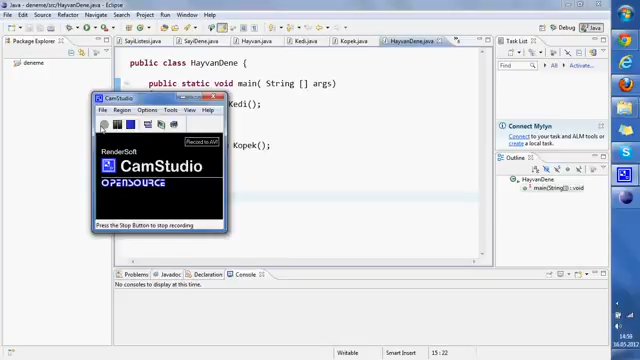 Java - deneme/src/HayvanDene.java - Eclipse
File Edit Source Refactor Navigate Search Project Run Window Help
Debug Java
Package Explorer
deneme
SayiListesi.java SayiDene.java Hayvan.java Kedi.java Kopek.java HayvanDene.java
public class HayvanDene {
public static void main( String [] args)
Kedi();
Kopek();
CamStudio
File Region Options Tools View Help
Record to AVI
RenderSoft
CamStudio
OPENSOURCE
Press the Stop Button to stop recording
Task List
Find All Activate...
Connect Mylyn
Connect to your task and ALM tools or
create a local task.
Outline
HayvanDene
main(String[]) : void
Problems Javadoc Declaration Console
No consoles to display at this time.
Writable Smart Insert 15 : 22
16.05.2012